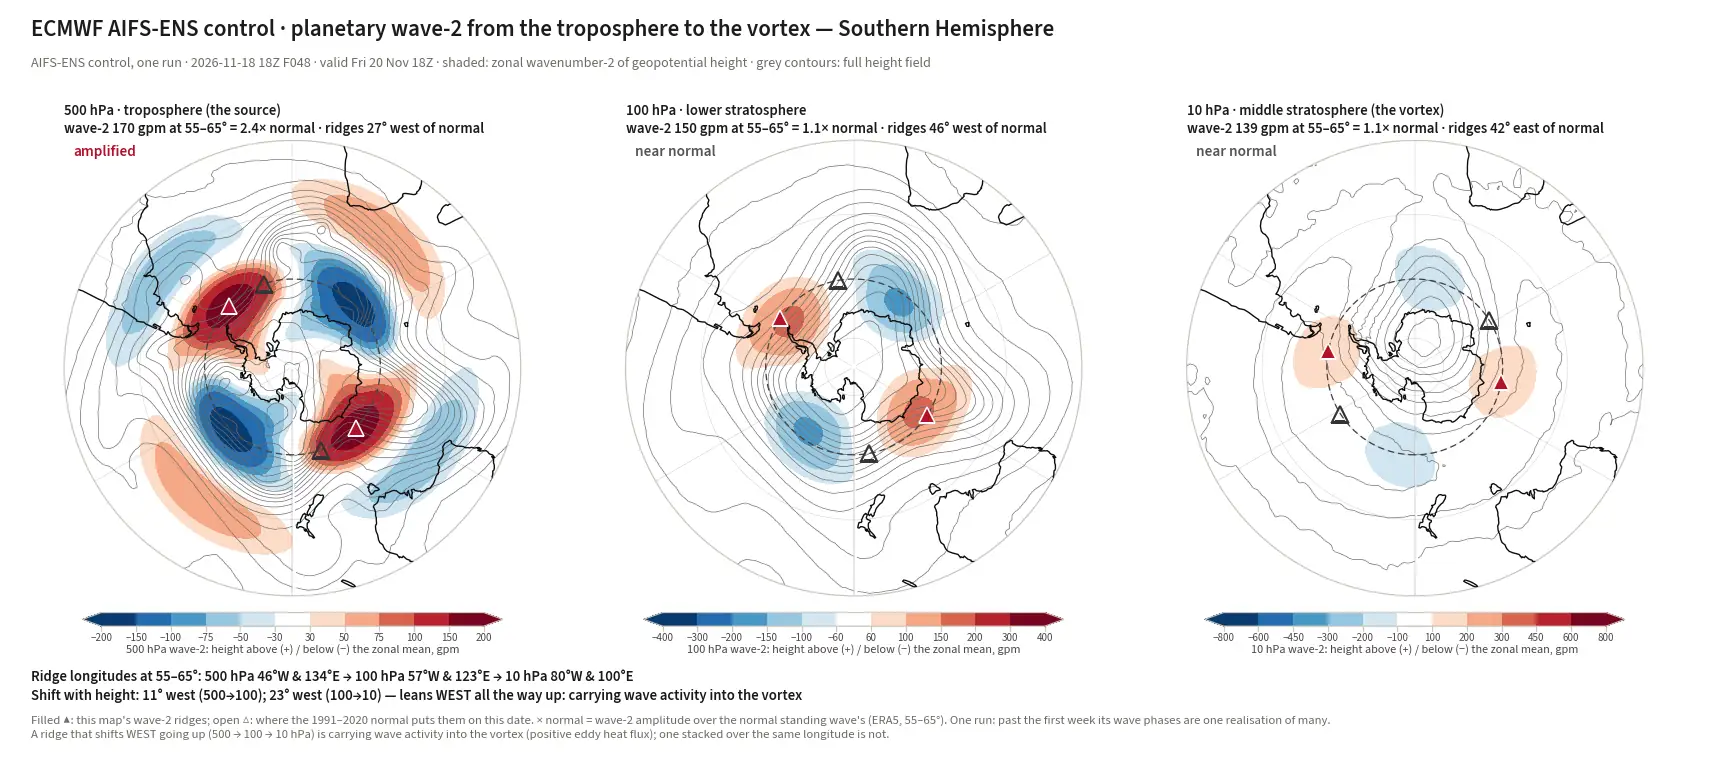 ECMWF AIFS-ENS control · planetary wave-2 from the troposphere to the vortex — Southern Hemisphere
AIFS-ENS control, one run · 2026-11-18 18Z F048 · valid Fri 20 Nov 18Z · shaded: zonal wavenumber-2 of geopotential height · grey contours: full height field
500 hPa · troposphere (the source)
wave-2 170 gpm at 55–65° = 2.4× normal · ridges 27° west of normal
amplified
100 hPa · lower stratosphere
wave-2 150 gpm at 55–65° = 1.1× normal · ridges 46° west of normal
near normal
10 hPa · middle stratosphere (the vortex)
wave-2 139 gpm at 55–65° = 1.1× normal · ridges 42° east of normal
near normal
−200 −150 −100 −75 −50 −30 30 50 75 100 150 200
500 hPa wave-2: height above (+) / below (−) the zonal mean, gpm
−400 −300 −200 −150 −100 −60 60 100 150 200 300 400
100 hPa wave-2: height above (+) / below (−) the zonal mean, gpm
−800 −600 −450 −300 −200 −100 100 200 300 450 600 800
10 hPa wave-2: height above (+) / below (−) the zonal mean, gpm
Ridge longitudes at 55–65°: 500 hPa 46°W & 134°E → 100 hPa 57°W & 123°E → 10 hPa 80°W & 100°E
Shift with height: 11° west (500→100); 23° west (100→10) — leans WEST all the way up: carrying wave activity into the vortex
Filled ▲: this map's wave-2 ridges; open △: where the 1991–2020 normal puts them on this date. × normal = wave-2 amplitude over the normal standing wave's (ERA5, 55–65°). One run: past the first week its wave phases are one realisation of many.
A ridge that shifts WEST going up (500 → 100 → 10 hPa) is carrying wave activity into the vortex (positive eddy heat flux); one stacked over the same longitude is not.